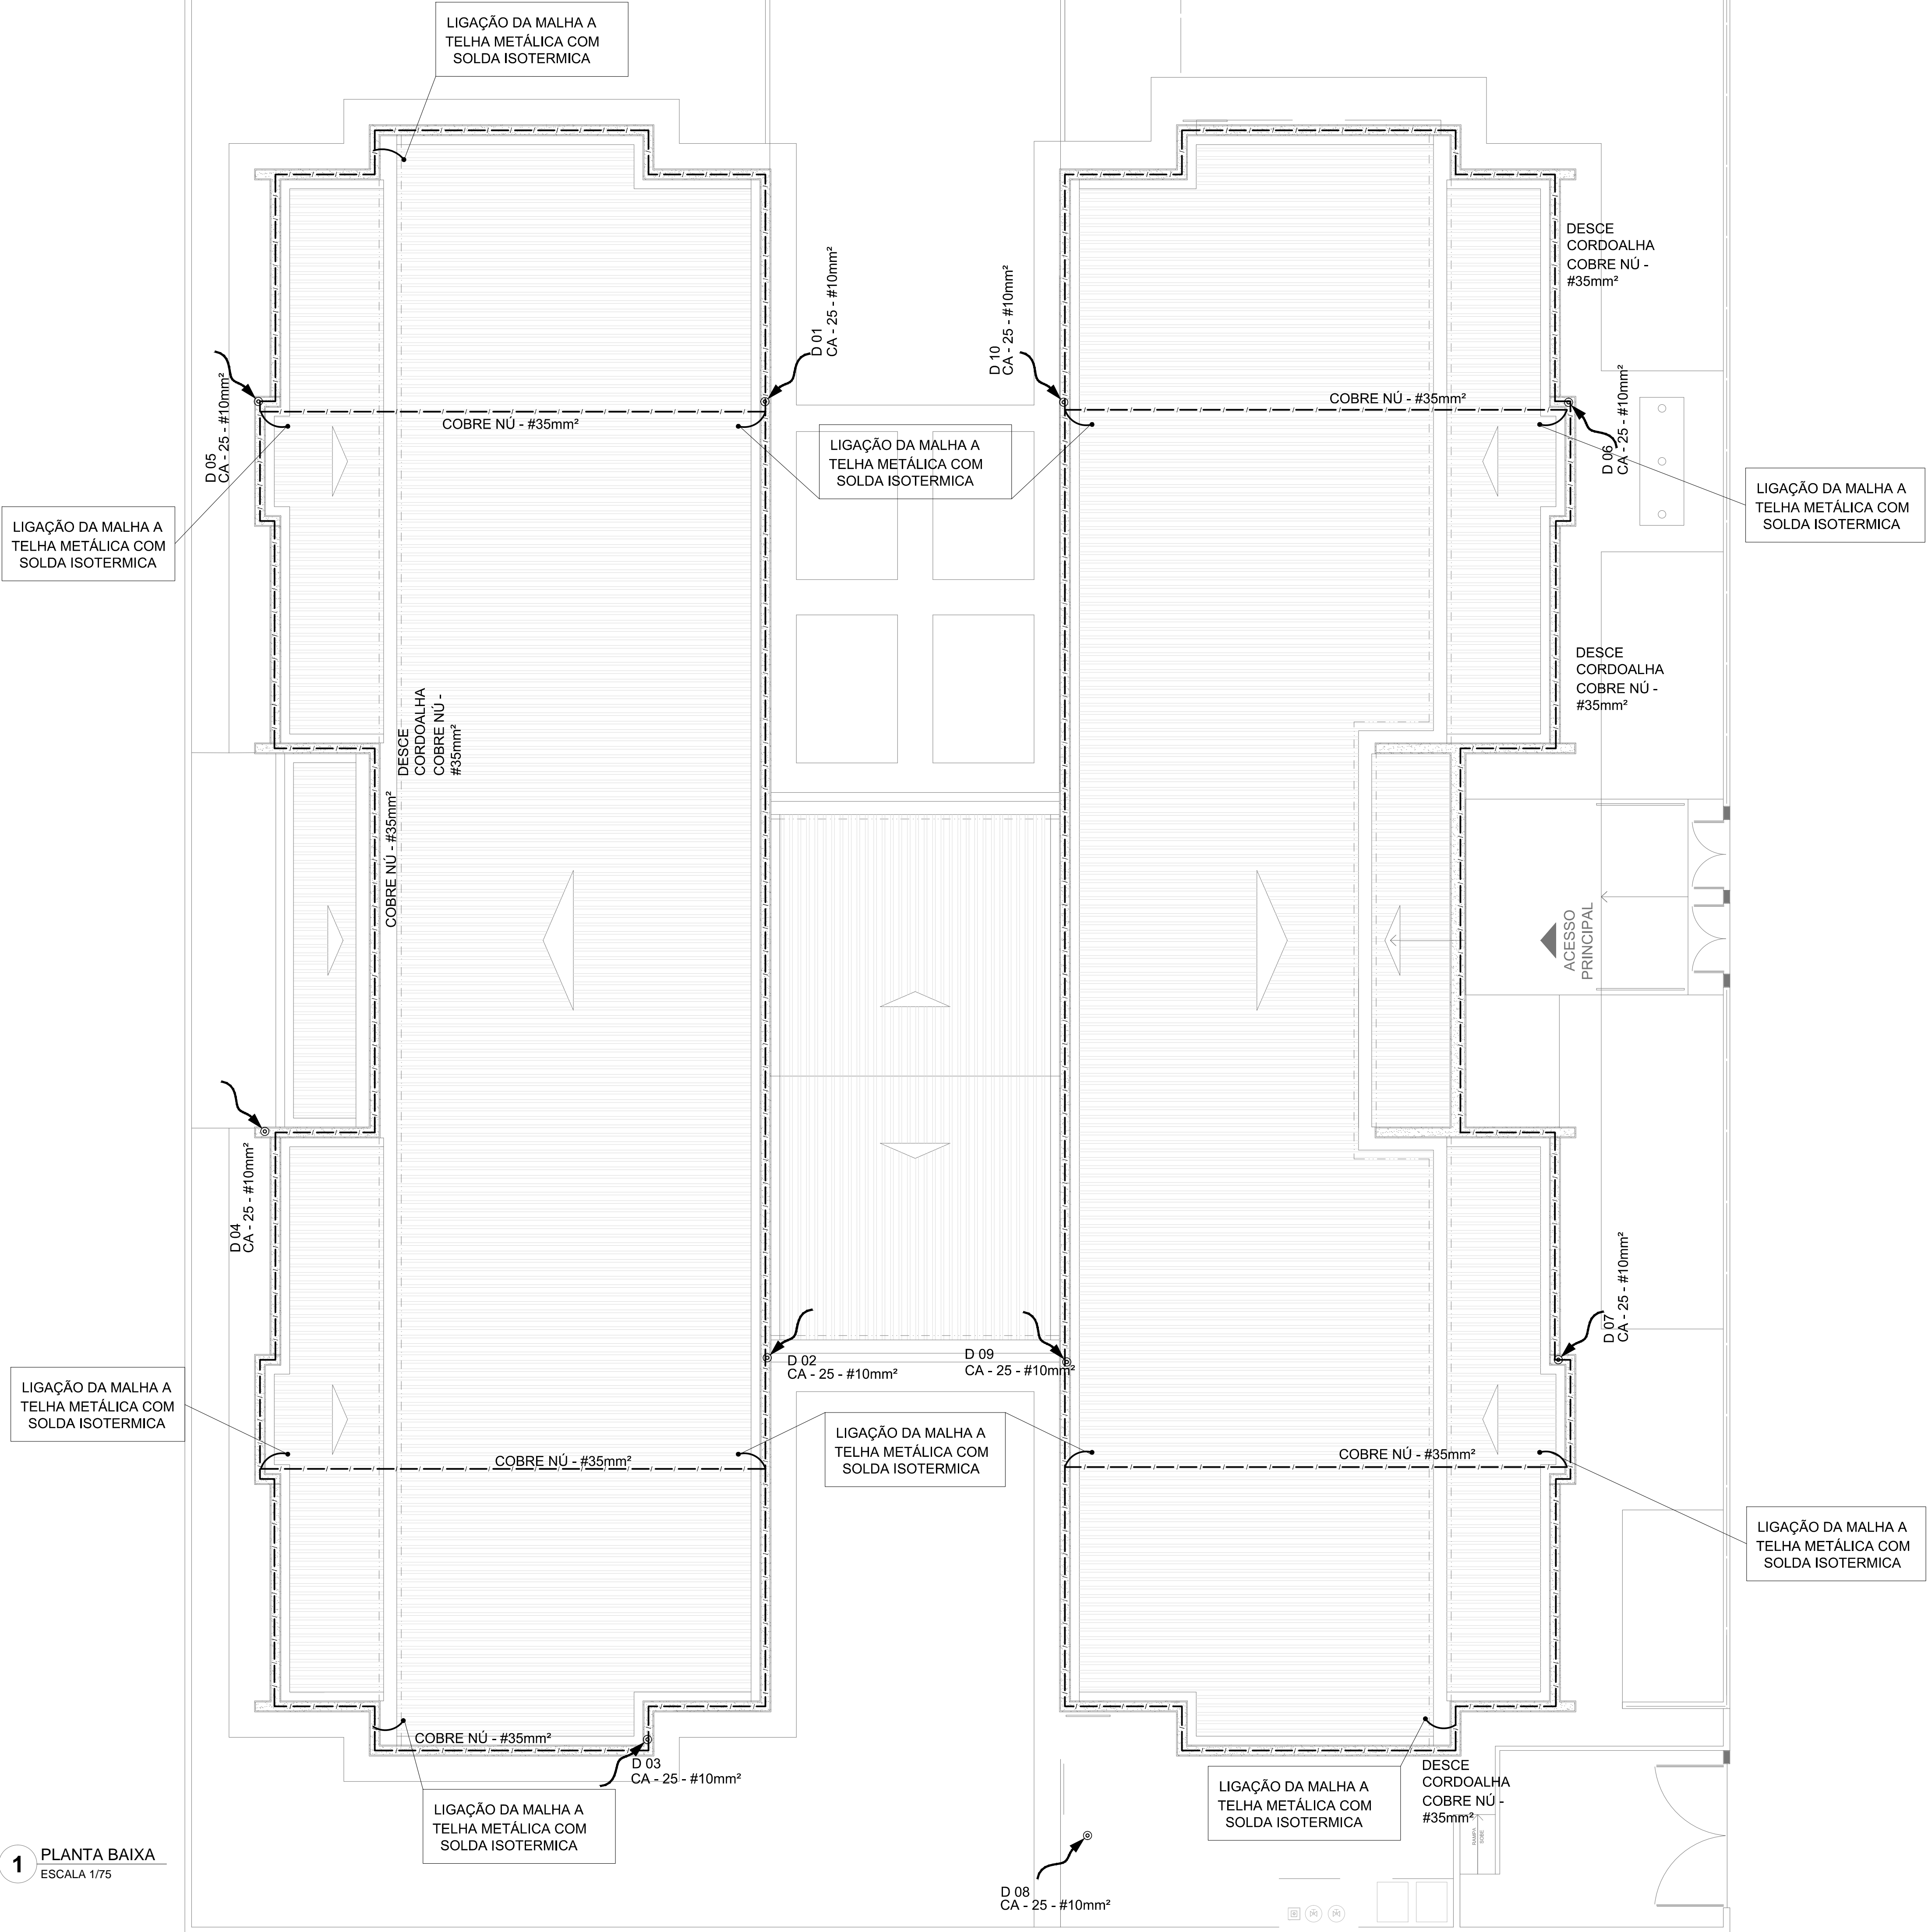 LIGAÇÃO DA MALHA A
TELHA METÁLICA COM
SOLDA ISOTERMICA
DESCE
CORDOALHA
COBRE NÚ -
#35mm²
D 01
CA - 25 - #10mm²
D 10
CA - 25 - #10mm²
D 05
CA - 25 - #10mm²
COBRE NÚ - #35mm²
COBRE NÚ - #35mm²
D 06
CA - 25 - #10mm²
LIGAÇÃO DA MALHA A
TELHA METÁLICA COM
SOLDA ISOTERMICA
LIGAÇÃO DA MALHA A
TELHA METÁLICA COM
SOLDA ISOTERMICA
LIGAÇÃO DA MALHA A
TELHA METÁLICA COM
SOLDA ISOTERMICA
DESCE
CORDOALHA
COBRE NÚ -
#35mm²
DESCE
CORDOALHA
COBRE NÚ -
#35mm²
COBRE NÚ - #35mm²
ACESSO
PRINCIPAL
D 04
CA - 25 - #10mm²
D 07
CA - 25 - #10mm²
D 02
CA - 25 - #10mm²
D 09
CA - 25 - #10mm²
LIGAÇÃO DA MALHA A
TELHA METÁLICA COM
SOLDA ISOTERMICA
LIGAÇÃO DA MALHA A
TELHA METÁLICA COM
SOLDA ISOTERMICA
COBRE NÚ - #35mm²
COBRE NÚ - #35mm²
LIGAÇÃO DA MALHA A
TELHA METÁLICA COM
SOLDA ISOTERMICA
COBRE NÚ - #35mm²
D 03
CA - 25 - #10mm²
LIGAÇÃO DA MALHA A
TELHA METÁLICA COM
SOLDA ISOTERMICA
LIGAÇÃO DA MALHA A
TELHA METÁLICA COM
SOLDA ISOTERMICA
DESCE
CORDOALHA
COBRE NÚ -
#35mm²
RAMPA
SOBE
D 08
CA - 25 - #10mm²
1
PLANTA BAIXA
ESCALA 1/75